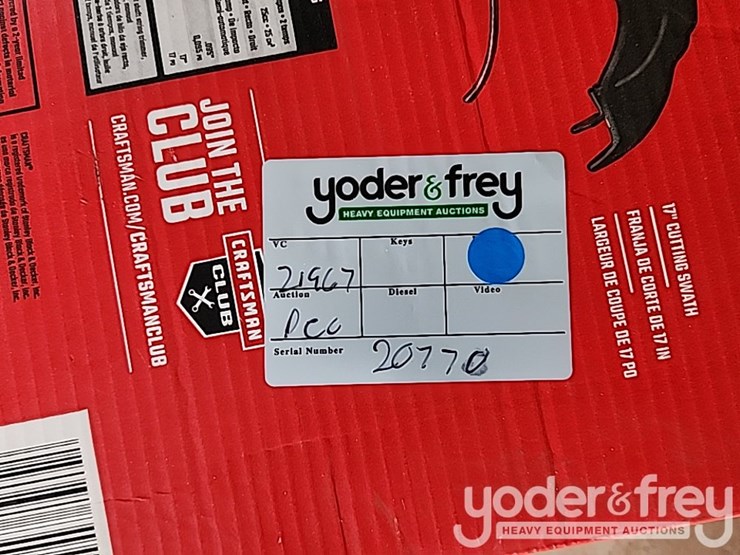 yoder & frey
HEAVY EQUIPMENT AUCTIONS
VC
Keys
21967
Auction
Diesel
Video
Dec
Serial Number
20770
JOIN THE
CLUB
CRAFTSMAN.COM/CRAFTSMANCLUB
CRAFTSMAN
CLUB
17" CUTTING SWATH
FRANJA DE CORTE DE 17 IN
LARGEUR DE COUPE DE 17 PO
yoder & frey
HEAVY EQUIPMENT AUCTIONS